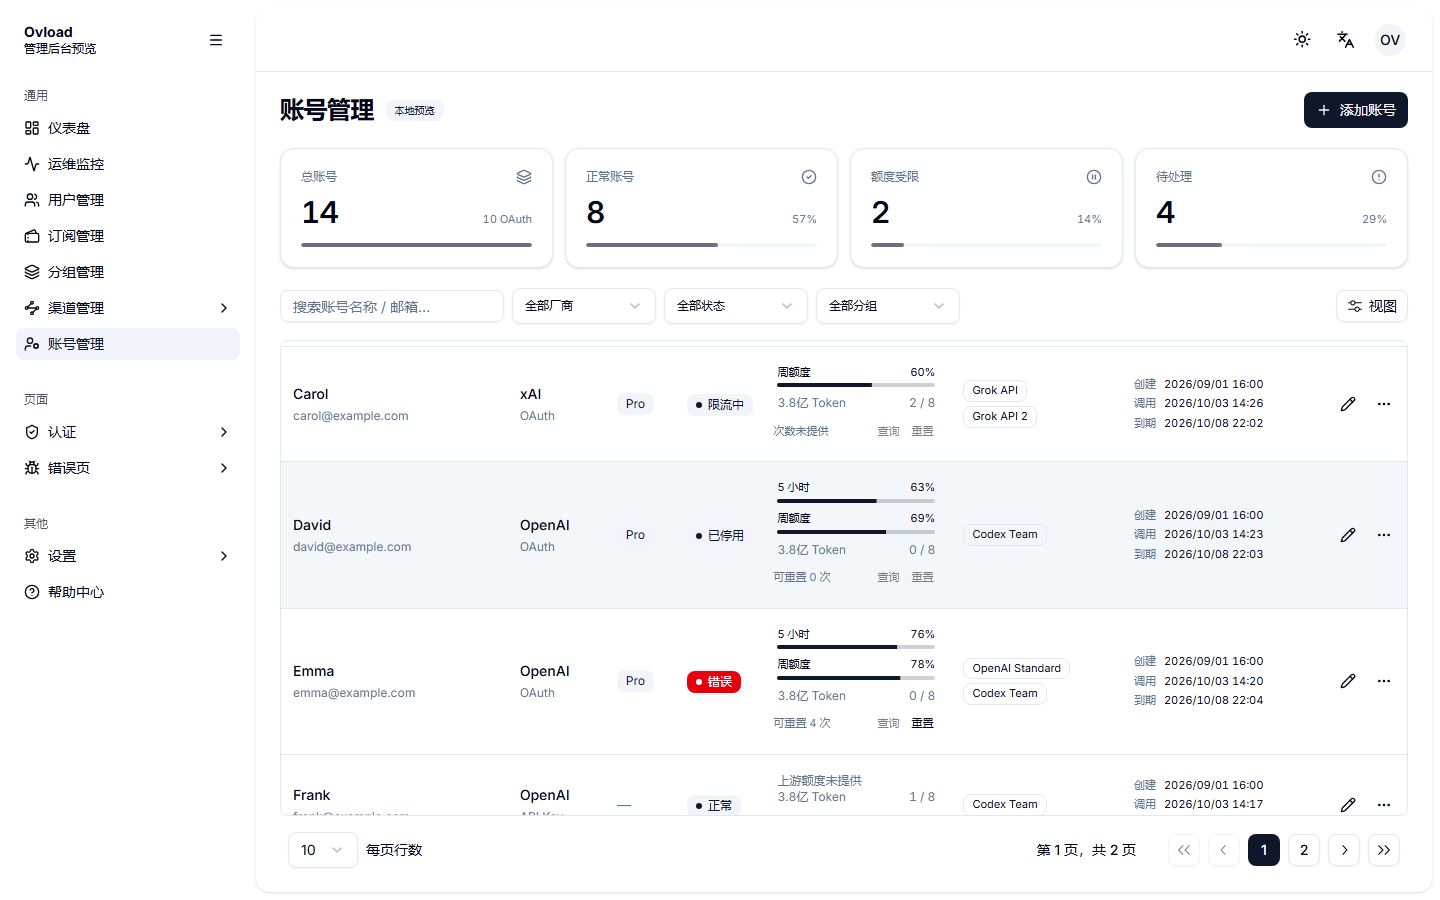 Ovload
管理后台预览
通用
仪表盘
运维监控
用户管理
订阅管理
分组管理
渠道管理
账号管理
页面
认证
错误页
其他
设置
帮助中心
OV
账号管理
本地预览
添加账号
总账号
14
10 OAuth
正常账号
8
57%
额度受限
2
14%
待处理
4
29%
搜索账号名称 / 邮箱...
全部厂商
全部状态
全部分组
视图
Carol
carol@example.com
xAI
OAuth
Pro
限流中
周额度 60%
3.8亿 Token 2 / 8
次数未提供 查询 重置
Grok API
Grok API 2
创建 2026/09/01 16:00
调用 2026/10/03 14:26
到期 2026/10/08 22:02
David
david@example.com
OpenAI
OAuth
Pro
已停用
5 小时 63%
周额度 69%
3.8亿 Token 0 / 8
可重置 0 次 查询 重置
Codex Team
创建 2026/09/01 16:00
调用 2026/10/03 14:23
到期 2026/10/08 22:03
Emma
emma@example.com
OpenAI
OAuth
Pro
错误
5 小时 76%
周额度 78%
3.8亿 Token 0 / 8
可重置 4 次 查询 重置
OpenAI Standard
Codex Team
创建 2026/09/01 16:00
调用 2026/10/03 14:20
到期 2026/10/08 22:04
Frank
OpenAI
—
正常
上游额度未提供
3.8亿 Token 1 / 8
Codex Team
创建 2026/09/01 16:00
调用 2026/10/03 14:17
10 每页行数
第 1 页，共 2 页
1
2